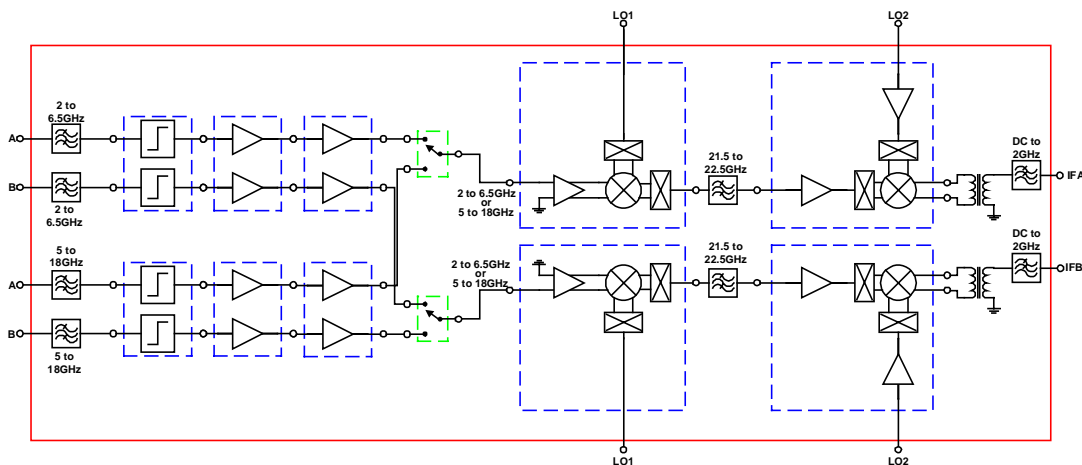 LO1
LO2
2 to
6.5GHz
A
B
2 to
6.5GHz
5 to
18GHz
A
B
5 to
18GHz
2 to 6.5GHz
or
5 to 18GHz
2 to 6.5GHz
or
5 to 18GHz
21.5 to
22.5GHz
21.5 to
22.5GHz
DC to
2GHz
IFA
DC to
2GHz
IFB
LO1
LO2